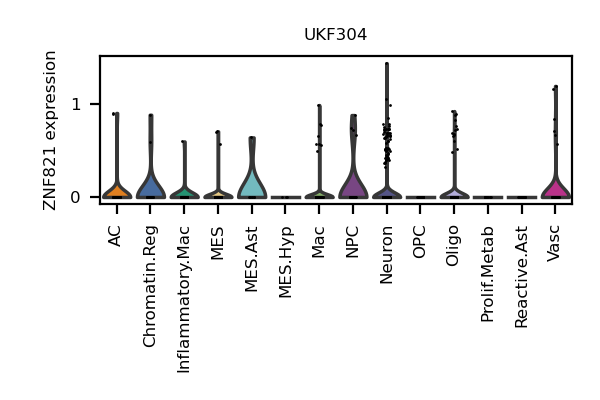 UKF304
ZNF821 expression
1
0
AC
Chromatin.Reg
Inflammatory.Mac
MES
MES.Ast
MES.Hyp
Mac
NPC
Neuron
OPC
Oligo
Prolif.Metab
Reactive.Ast
Vasc